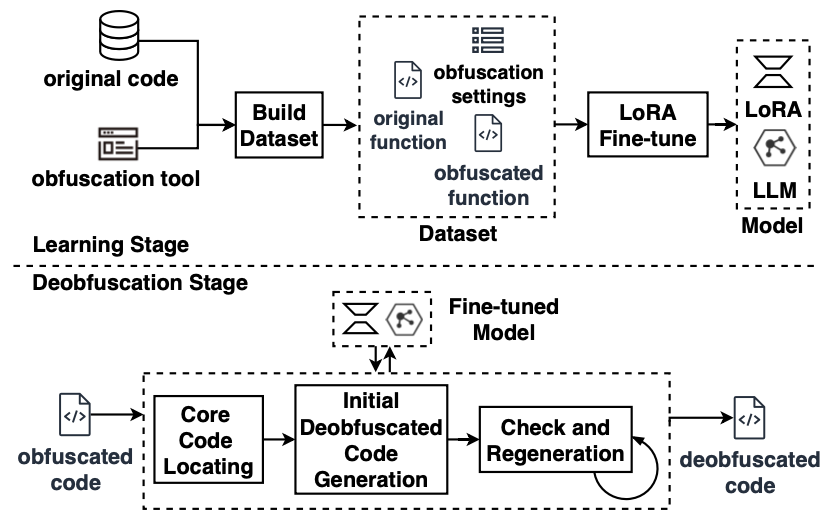 original code
obfuscation tool
Build
Dataset
obfuscation
settings
original
function
obfuscated
function
Dataset
LoRA
Fine-tune
LoRA
LLM
Model
Learning Stage
Deobfuscation Stage
Fine-tuned
Model
obfuscated
code
Core
Code
Locating
Initial
Deobfuscated
Code
Generation
Check and
Regeneration
deobfuscated
code